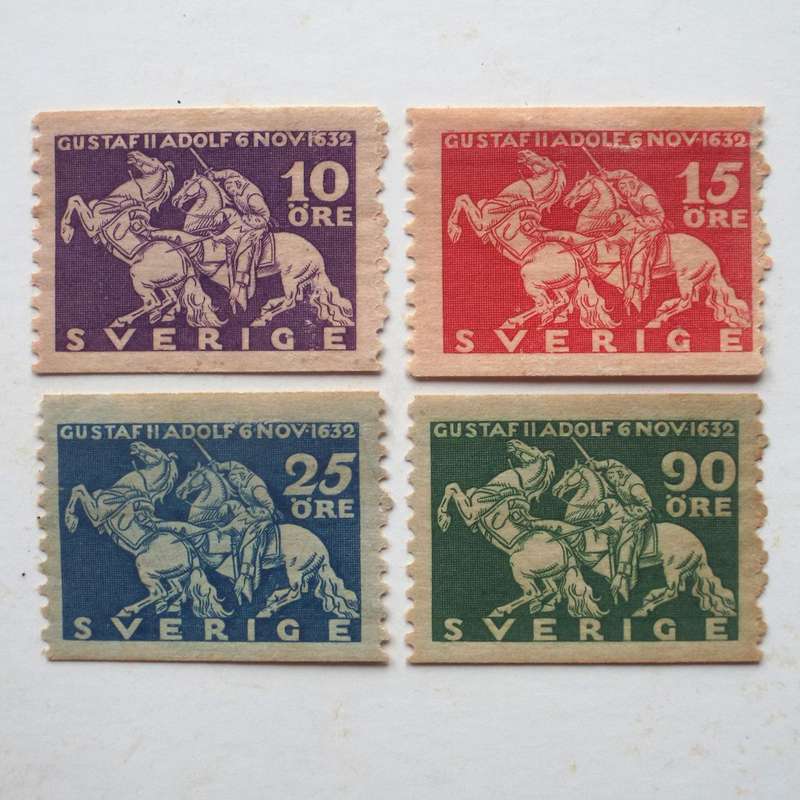 GUSTAF II ADOLF 6 NOV·1632
10
ÖRE
SVERIGE
GUSTAF II ADOLF 6 NOV·1632
15
ÖRE
SVERIGE
GUSTAF II ADOLF 6 NOV·1632
25
ÖRE
SVERIGE
GUSTAF II ADOLF 6 NOV·1632
90
ÖRE
SVERIGE